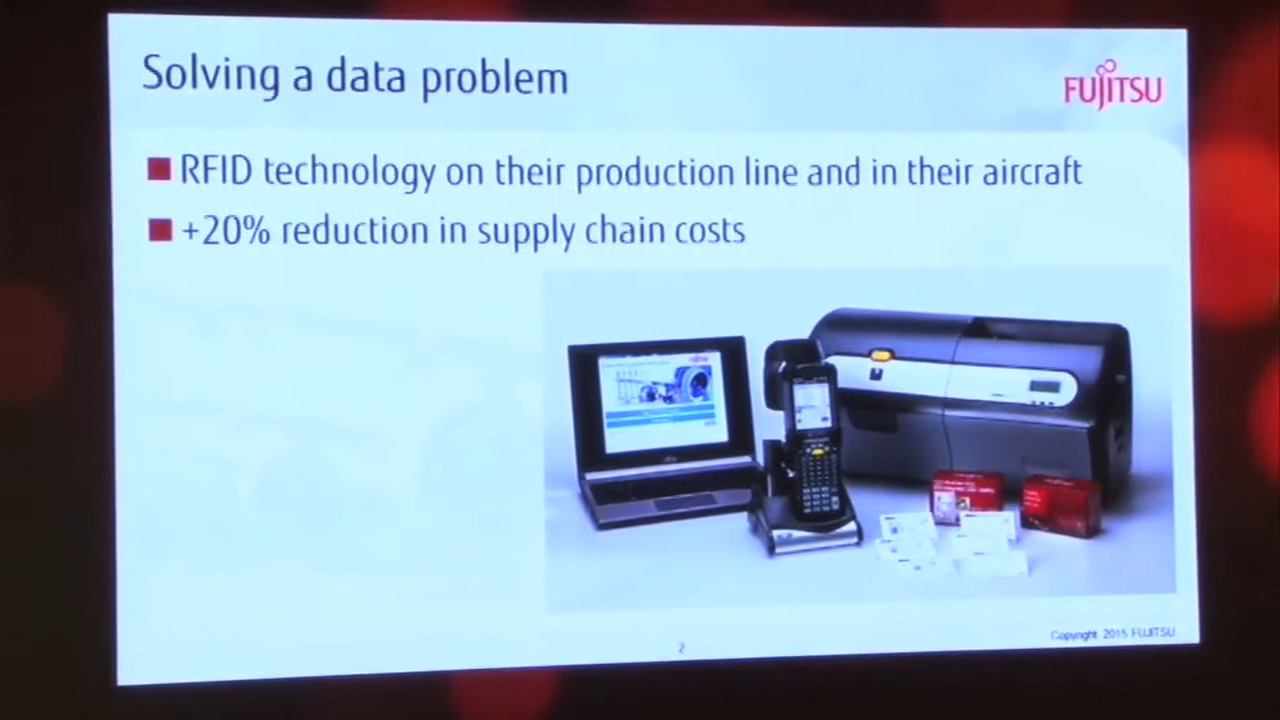 Solving a data problem
FUJITSU
RFID technology on their production line and in their aircraft
+20% reduction in supply chain costs
2
Copyright 2015 FUJITSU